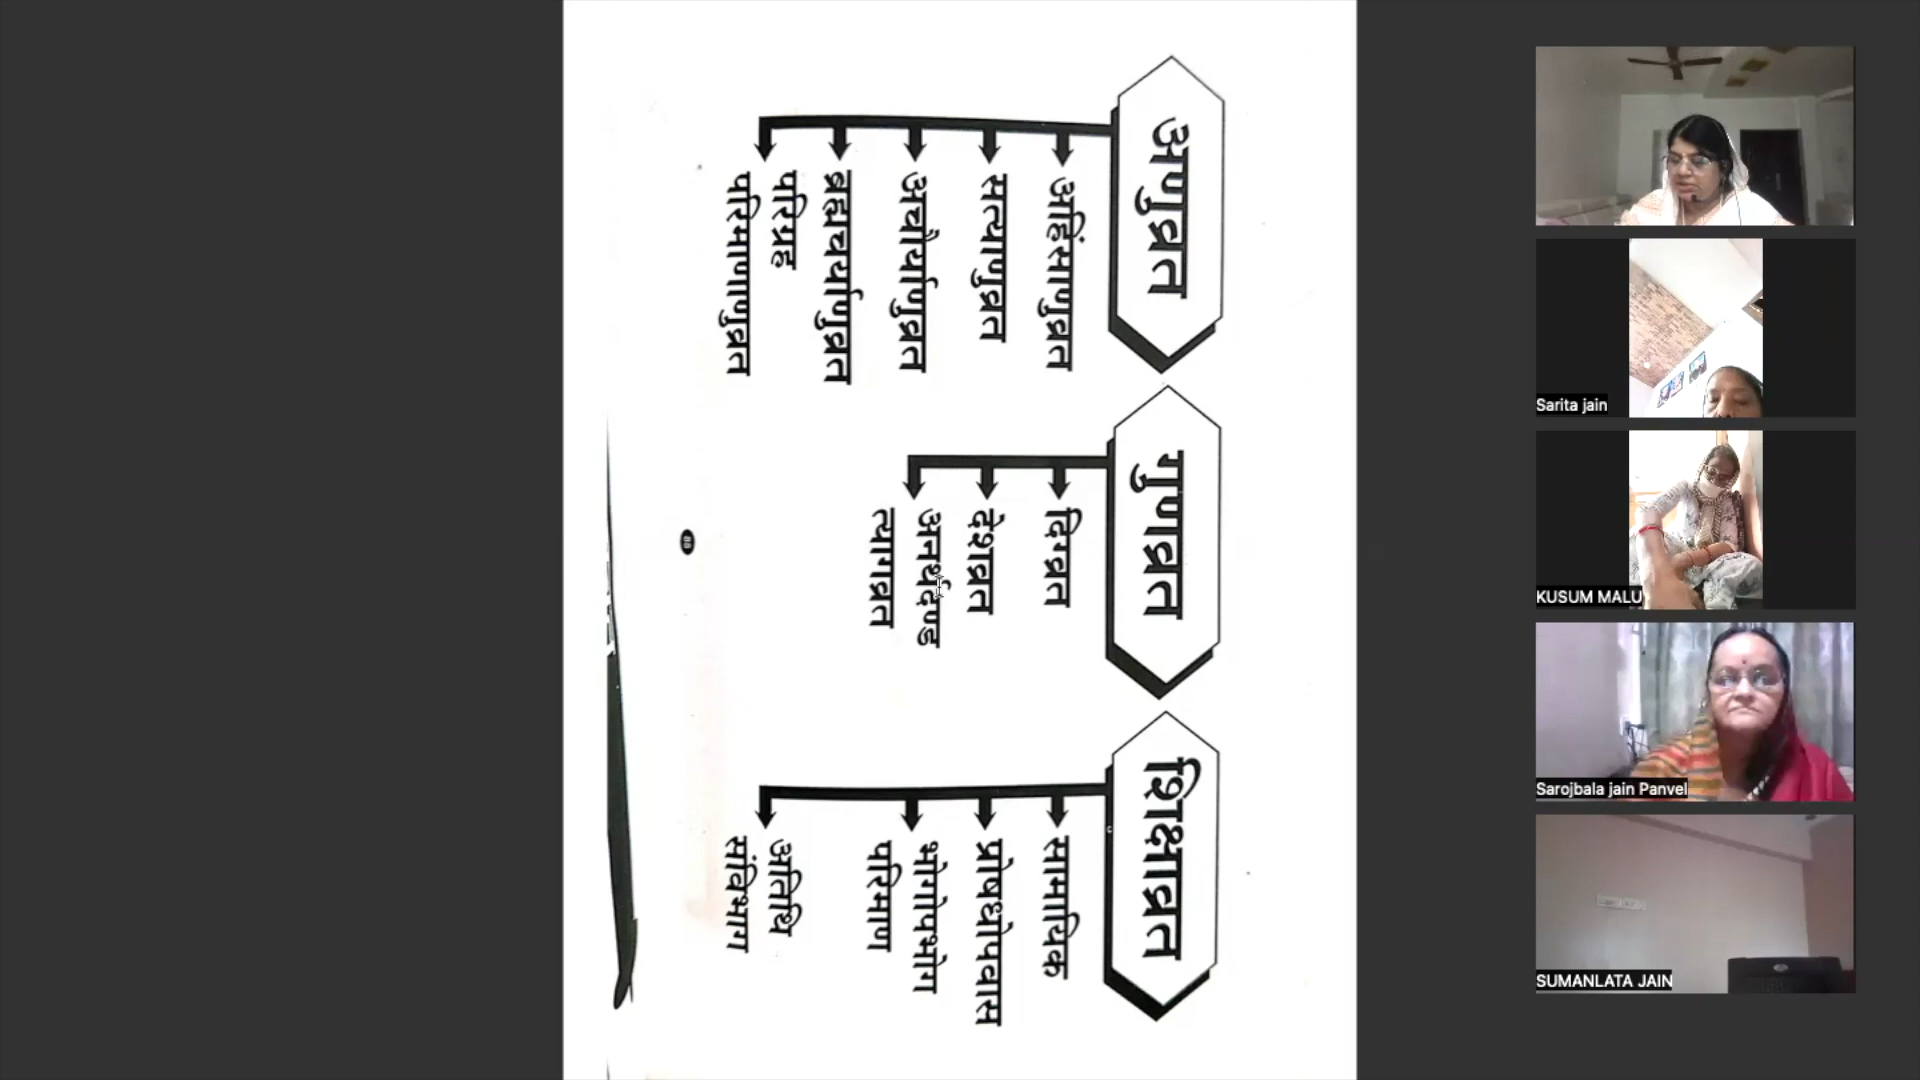 अणुव्रत
अहिंसाणुव्रत
सत्याणुव्रत
अचौर्याणुव्रत
ब्रह्मचर्याणुव्रत
परिग्रह
परिमाणाणुव्रत
गुणव्रत
दिग्व्रत
देशव्रत
अनर्थदण्ड
त्यागव्रत
शिक्षाव्रत
सामायिक
प्रोषधोपवास
भोगोपभोग
परिमाण
अतिथि
संविभाग
Sarita jain
KUSUM MALU
Sarojbala jain Panvel
SUMANLATA JAIN